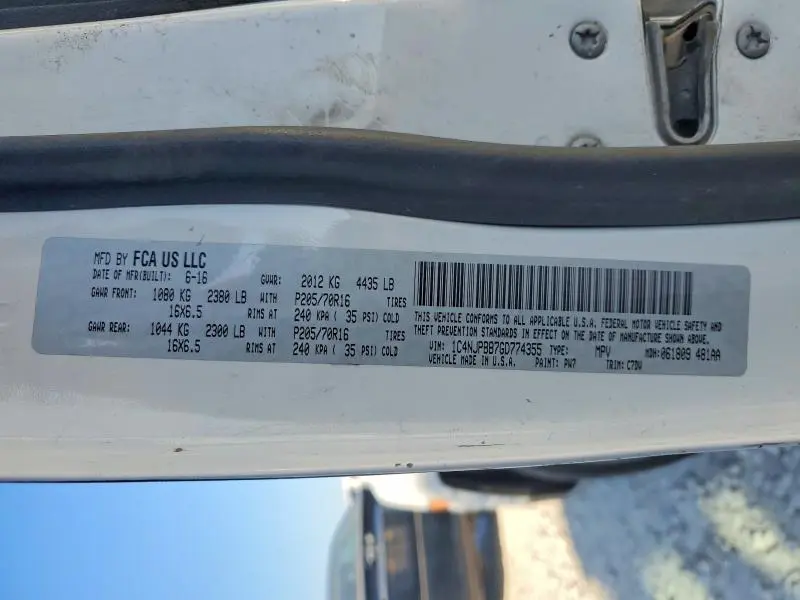 MFD BY FCA US LLC
DATE OF MFR(BUILT): 6-16 GVWR: 2012 KG 4435 LB
GAWR FRONT: 1080 KG 2380 LB WITH P205/70R16 TIRES
16X6.5 RIMS AT 240 KPA ( 35 PSI) COLD
GAWR REAR: 1044 KG 2300 LB WITH P205/70R16 TIRES
16X6.5 RIMS AT 240 KPA ( 35 PSI) COLD
THIS VEHICLE CONFORMS TO ALL APPLICABLE U.S.A. FEDERAL MOTOR VEHICLE SAFETY AND
THEFT PREVENTION STANDARDS IN EFFECT ON THE DATE OF MANUFACTURE SHOWN ABOVE.
VIN: 1C4NJPBB7GD774355 TYPE: MPV MDH: 061809 481AA
VEHICLE MADE IN U.S.A. PAINT: PW7 TRIM: C7DV